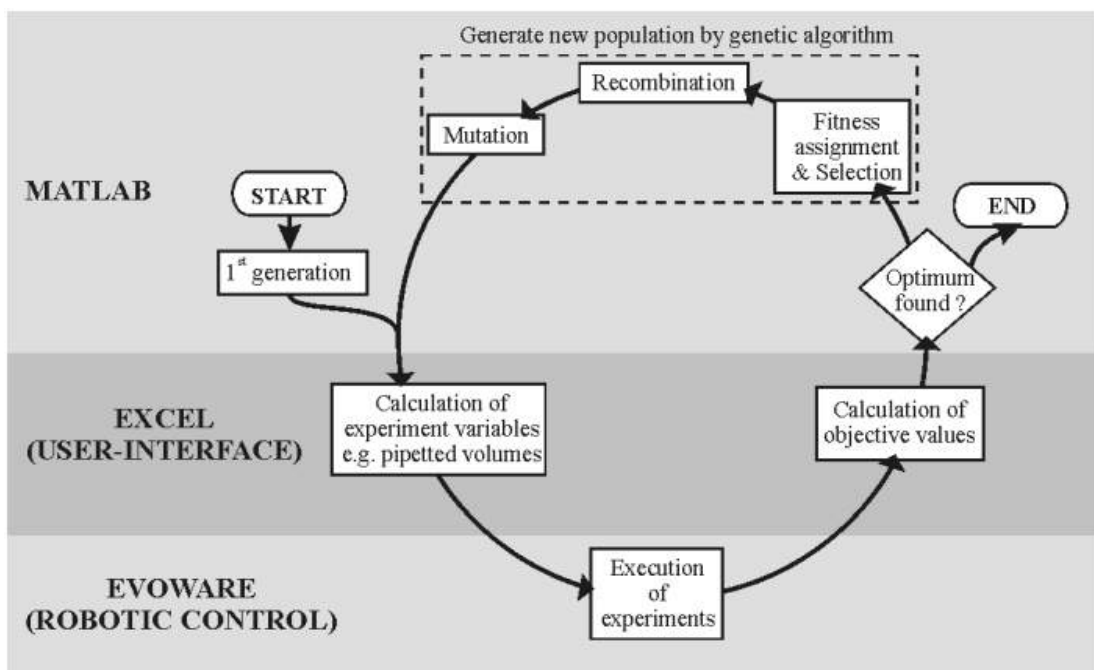 Generate new population by genetic algorithm
Recombination
Mutation
Fitness
assignment
& Selection
MATLAB
START
END
1st generation
Optimum
found ?
EXCEL
(USER-INTERFACE)
Calculation of
experiment variables
e.g. pipetted volumes
Calculation of
objective values
EVOWARE
(ROBOTIC CONTROL)
Execution
of
experiments